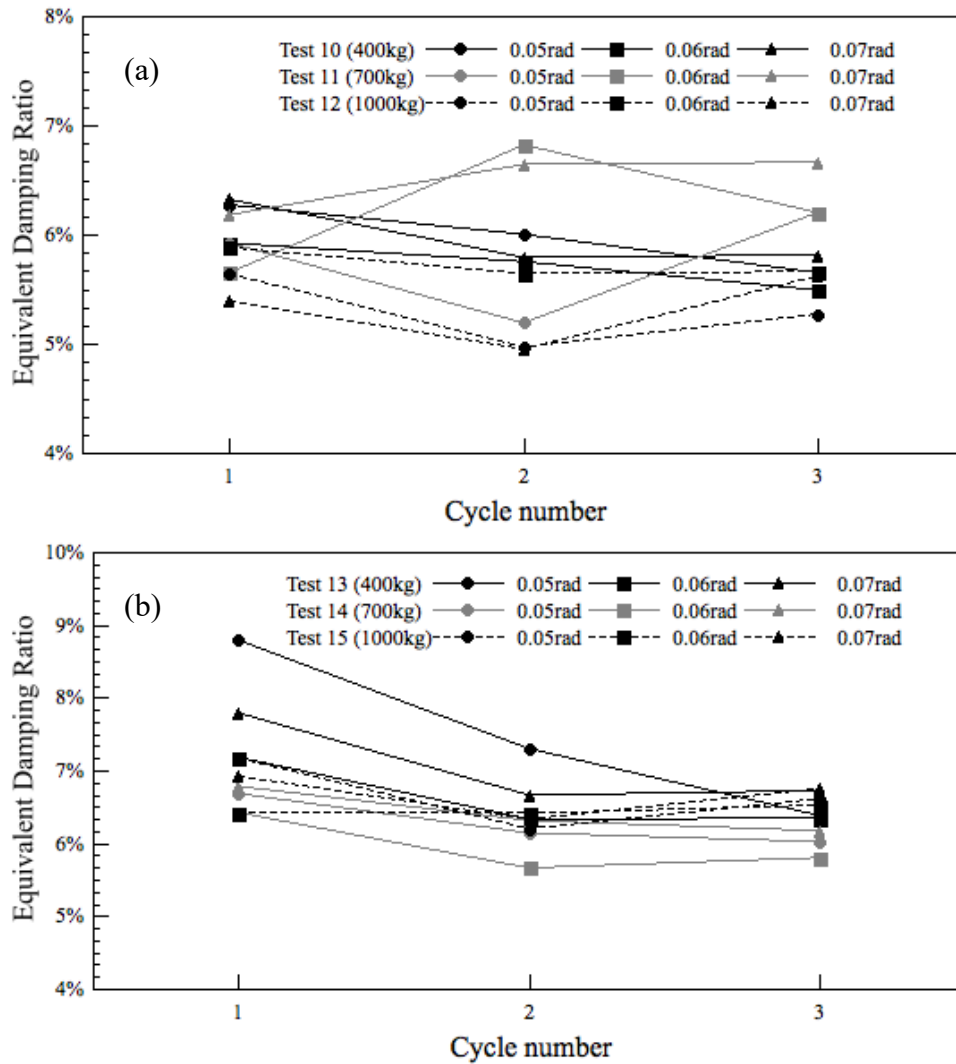 8%
(a)
Test 10 (400kg) 0.05rad 0.06rad 0.07rad
Test 11 (700kg) 0.05rad 0.06rad 0.07rad
Test 12 (1000kg) 0.05rad 0.06rad 0.07rad
7%
6%
5%
4%
Equivalent Damping Ratio
1 2 3
Cycle number
10%
(b)
Test 13 (400kg) 0.05rad 0.06rad 0.07rad
Test 14 (700kg) 0.05rad 0.06rad 0.07rad
Test 15 (1000kg) 0.05rad 0.06rad 0.07rad
9%
8%
7%
6%
5%
4%
Equivalent Damping Ratio
1 2 3
Cycle number